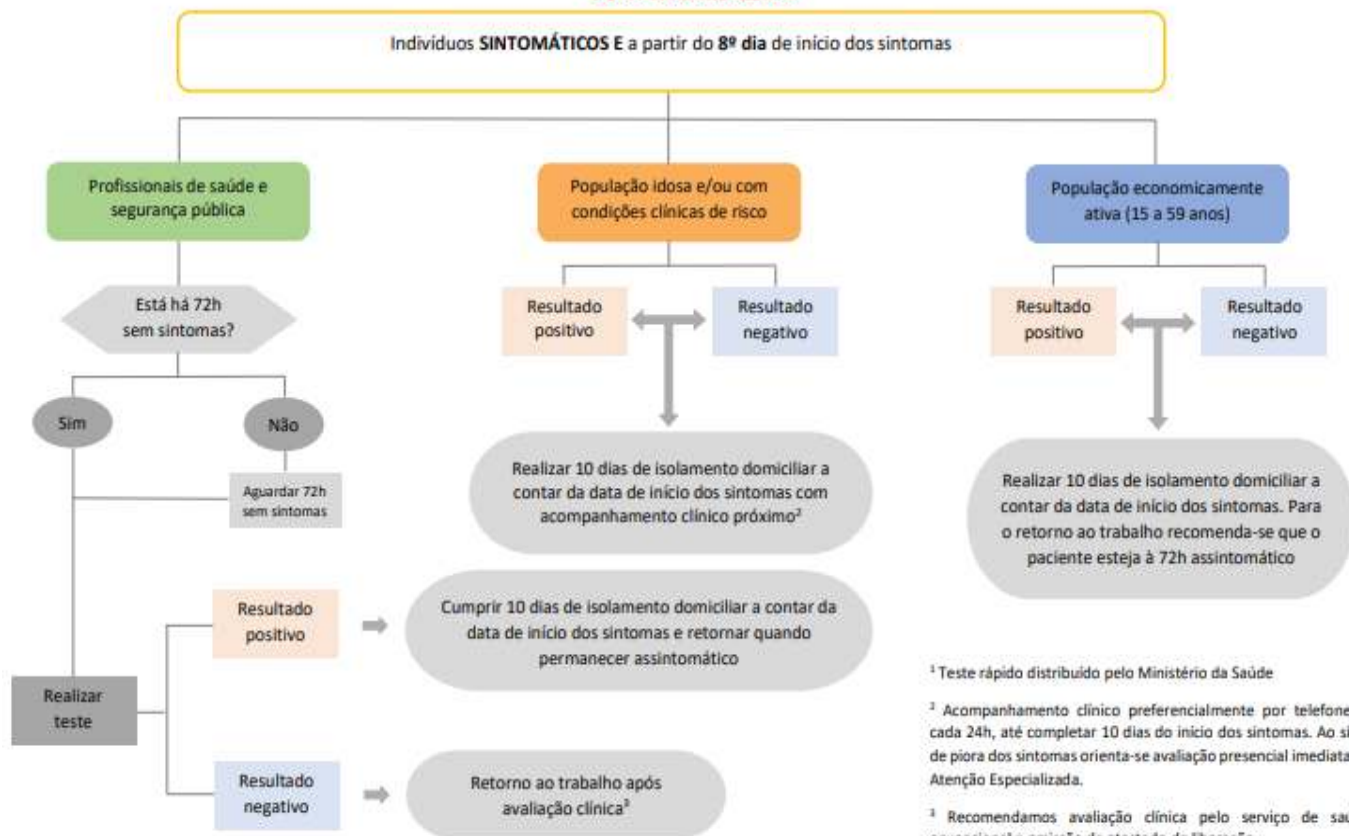 Indivíduos SINTOMÁTICOS E a partir do 8º dia de início dos sintomas
Profissionais de saúde e
segurança pública
População idosa e/ou com
condições clínicas de risco
População economicamente
ativa (15 a 59 anos)
Está há 72h
sem sintomas?
Resultado
positivo
Resultado
negativo
Resultado
positivo
Resultado
negativo
Sim
Não
Aguardar 72h
sem sintomas
Realizar 10 dias de isolamento domiciliar a
contar da data de início dos sintomas com
acompanhamento clínico próximo²
Realizar 10 dias de isolamento domiciliar a
contar da data de início dos sintomas. Para
o retorno ao trabalho recomenda-se que o
paciente esteja à 72h assintomático
Realizar
teste
Resultado
positivo
Cumprir 10 dias de isolamento domiciliar a contar da
data de início dos sintomas e retornar quando
permanecer assintomático
Resultado
negativo
Retorno ao trabalho após
avaliação clínica³
¹ Teste rápido distribuído pelo Ministério da Saúde
² Acompanhamento clínico preferencialmente por telefone
cada 24h, até completar 10 dias do início dos sintomas. Ao
de piora dos sintomas orienta-se avaliação presencial imediata
Atenção Especializada.
³ Recomendamos avaliação clínica pelo serviço de